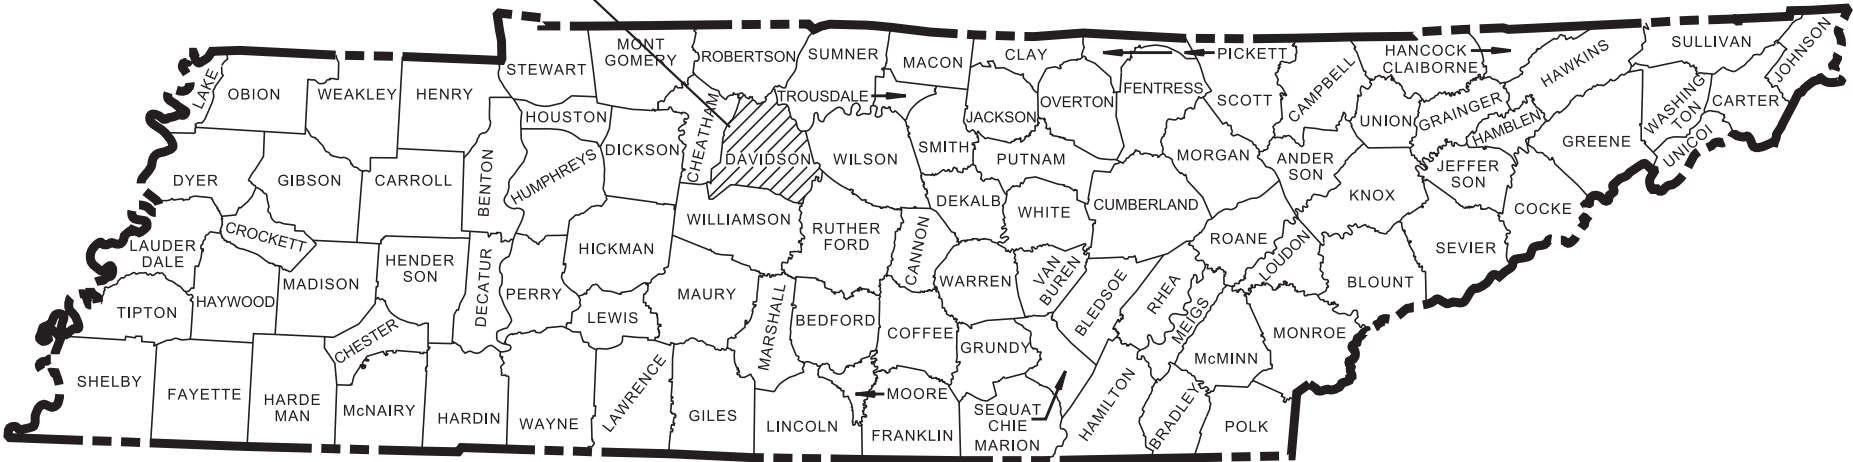 LAKE
OBION
WEAKLEY
HENRY
STEWART
MONT
GOMERY
ROBERTSON
SUMNER
MACON
CLAY
PICKETT
HANCOCK
CLAIBORNE
HAWKINS
SULLIVAN
JOHNSON
TROUSDALE
HOUSTON
CHEATHAM
JACKSON
OVERTON
FENTRESS
SCOTT
CAMPBELL
UNION
GRAINGER
HAMBLEN
GREENE
WASHING
TON
UNICOI
CARTER
DYER
GIBSON
CARROLL
BENTON
HUMPHREYS
DICKSON
DAVIDSON
WILSON
SMITH
PUTNAM
MORGAN
ANDER
SON
KNOX
JEFFER
SON
COCKE
LAUDER
DALE
CROCKETT
WILLIAMSON
RUTHER
FORD
CANNON
DEKALB
WHITE
CUMBERLAND
ROANE
LOUDON
BLOUNT
SEVIER
TIPTON
HAYWOOD
MADISON
HENDER
SON
DECATUR
PERRY
HICKMAN
LEWIS
MAURY
MARSHALL
BEDFORD
COFFEE
WARREN
VAN
BUREN
BLEDSOE
RHEA
MEIGS
MONROE
CHESTER
GRUNDY
McMINN
SHELBY
FAYETTE
HARDE
MAN
McNAIRY
HARDIN
WAYNE
LAWRENCE
GILES
LINCOLN
MOORE
FRANKLIN
SEQUAT
CHIE
MARION
HAMILTON
BRADLEY
POLK